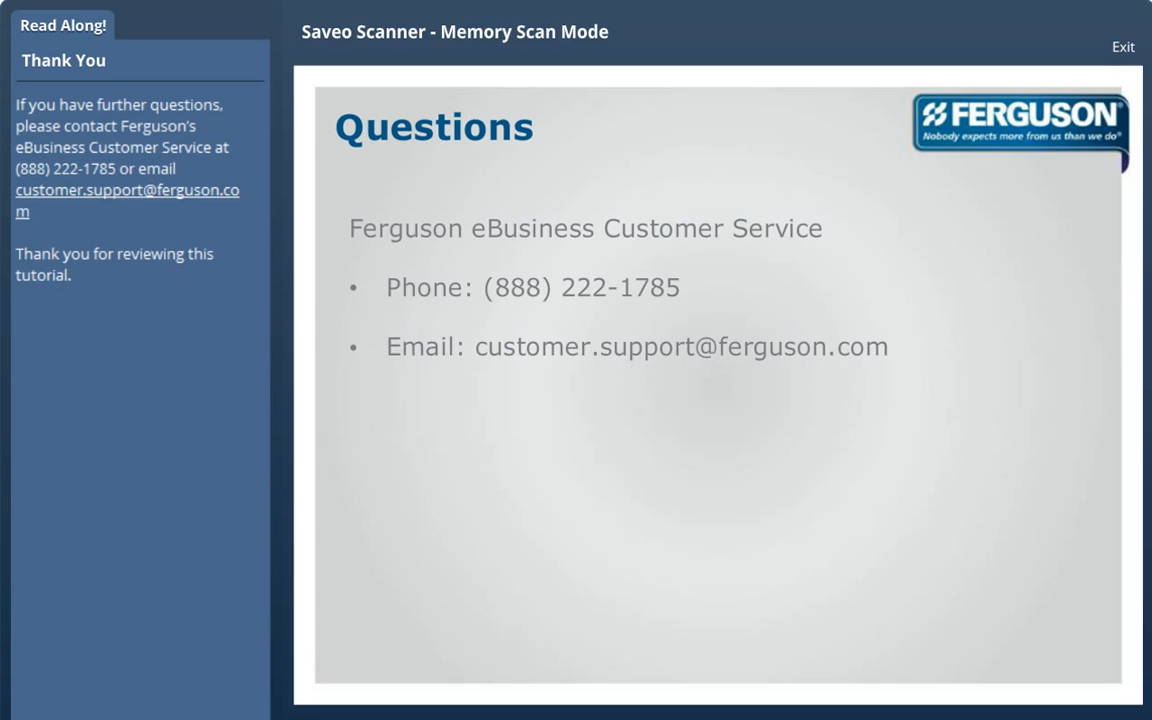 Read Along!
Thank You
If you have further questions,
please contact Ferguson's
eBusiness Customer Service at
(888) 222-1785 or email
customer.support@ferguson.co
m
Thank you for reviewing this
tutorial.
Saveo Scanner - Memory Scan Mode
Exit
Questions
FERGUSON®
Nobody expects more from us than we do®
Ferguson eBusiness Customer Service
• Phone: (888) 222-1785
• Email: customer.support@ferguson.com